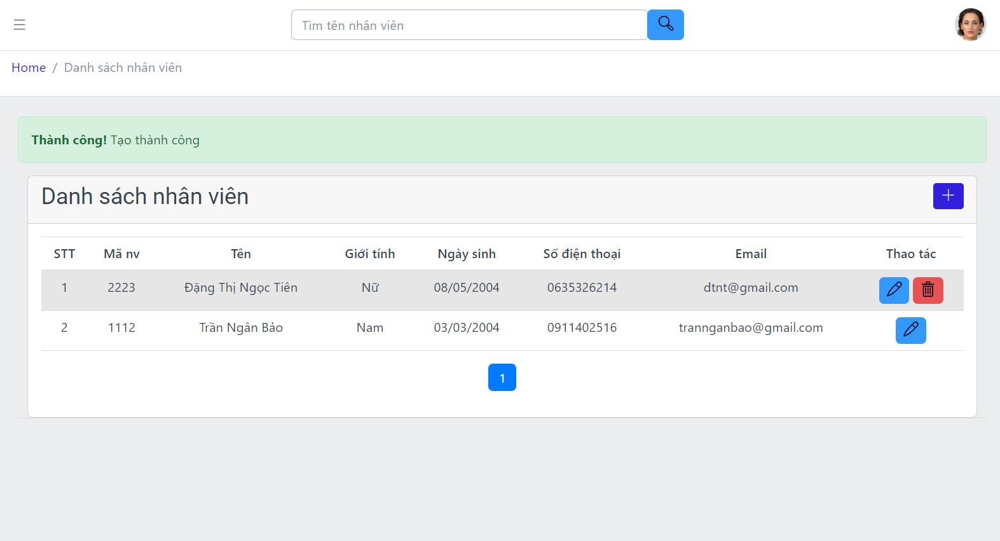 Tìm tên nhân viên
Home / Danh sách nhân viên
Thành công! Tạo thành công
Danh sách nhân viên
STT Mã nv Tên Giới tính Ngày sinh Số điện thoại Email Thao tác
1 2223 Đặng Thị Ngọc Tiên Nữ 08/05/2004 0635326214 dtnt@gmail.com
2 1112 Trần Ngân Bảo Nam 03/03/2004 0911402516 trannganbao@gmail.com
1